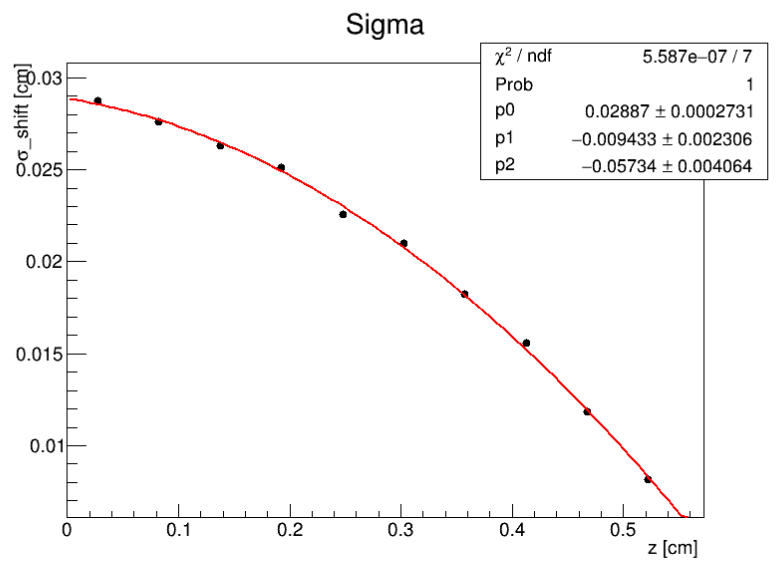 Sigma
χ² / ndf 5.587e−07 / 7
Prob 1
p0 0.02887 ± 0.0002731
p1 −0.009433 ± 0.002306
p2 −0.05734 ± 0.004064
σ_shift [cm]
0.03
0.025
0.02
0.015
0.01
0 0.1 0.2 0.3 0.4 0.5
z [cm]